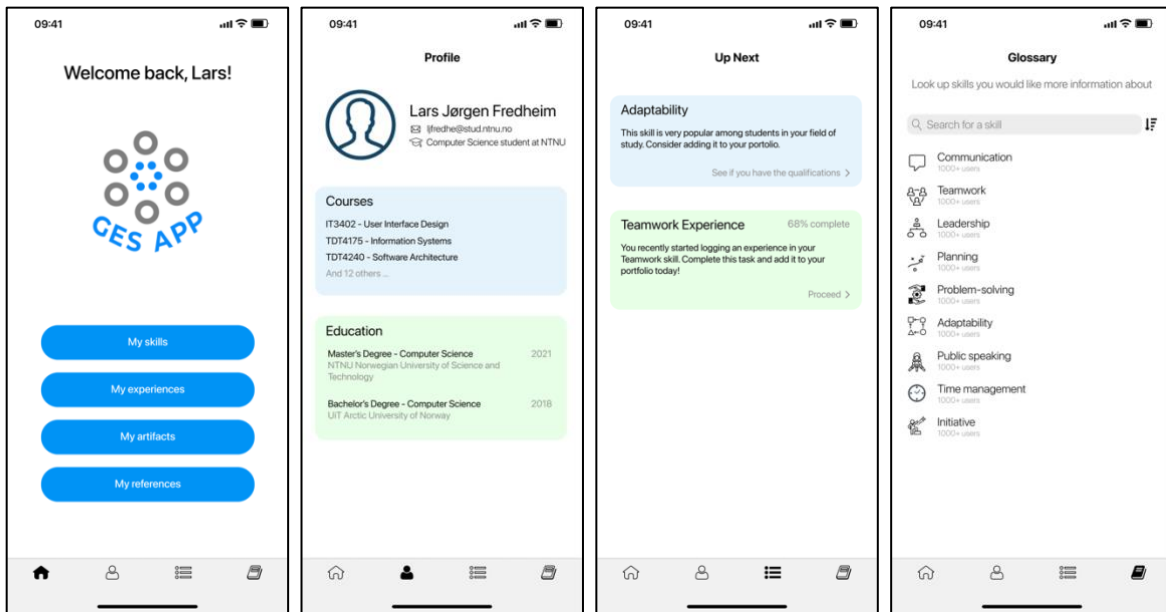 09:41
Welcome back, Lars!
GES APP
My skills
My experiences
My artifacts
My references
09:41
Profile
Lars Jørgen Fredheim
ljfredhe@stud.ntnu.no
Computer Science student at NTNU
Courses
IT3402 - User Interface Design
TDT4175 - Information Systems
TDT4240 - Software Architecture
And 12 others ...
Education
Master's Degree - Computer Science 2021
NTNU Norwegian University of Science and
Technology
Bachelor's Degree - Computer Science 2018
UiT Arctic University of Norway
09:41
Up Next
Adaptability
This skill is very popular among students in your field of
study. Consider adding it to your portolio.
See if you have the qualifications >
Teamwork Experience 68% complete
You recently started logging an experience in your
Teamwork skill. Complete this task and add it to your
portfolio today!
Proceed >
09:41
Glossary
Look up skills you would like more information about
Search for a skill
Communication
1000+ users
Teamwork
1000+ users
Leadership
1000+ users
Planning
1000+ users
Problem-solving
1000+ users
Adaptability
1000+ users
Public speaking
1000+ users
Time management
1000+ users
Initiative
1000+ users